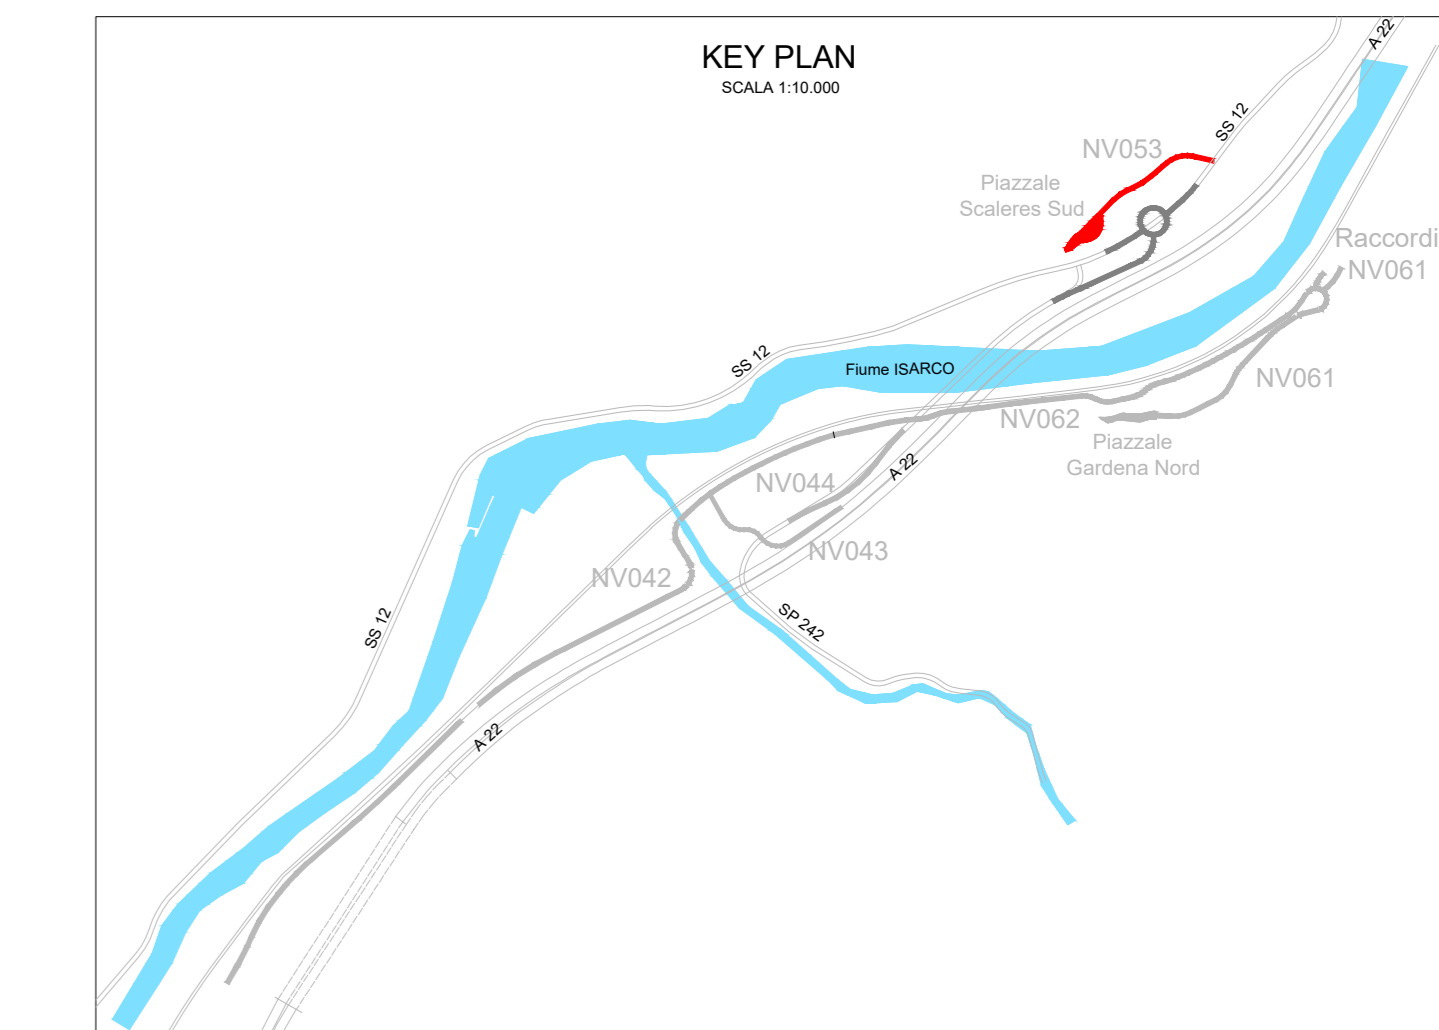 KEY PLAN
SCALA 1:10.000
A 22
SS 12
NV053
Piazzale
Scaleres Sud
Raccordi
NV061
SS 12
Fiume ISARCO
NV061
NV062
Piazzale
Gardena Nord
A 22
NV044
NV043
NV042
SP 242
SS 12
A 22